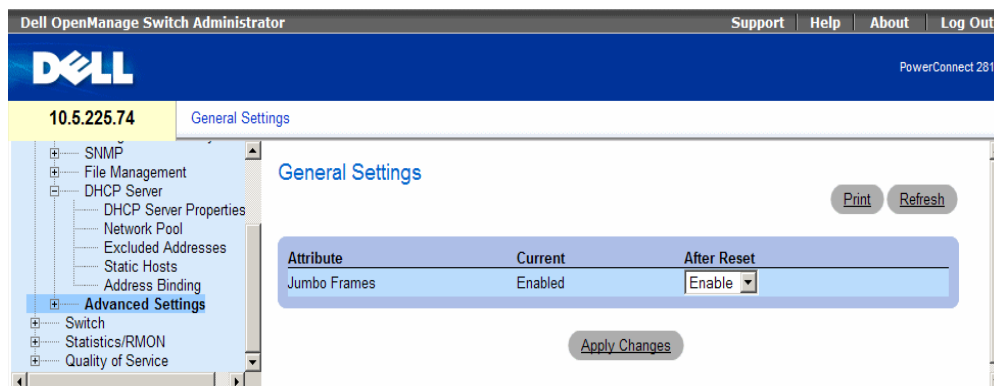 Dell OpenManage Switch Administrator Support Help About Log Out
DELL
PowerConnect 281
10.5.225.74 General Settings
SNMP
File Management
DHCP Server
DHCP Server Properties
Network Pool
Excluded Addresses
Static Hosts
Address Binding
Advanced Settings
Switch
Statistics/RMON
Quality of Service
General Settings
Print Refresh
Attribute Current After Reset
Jumbo Frames Enabled Enable
Apply Changes